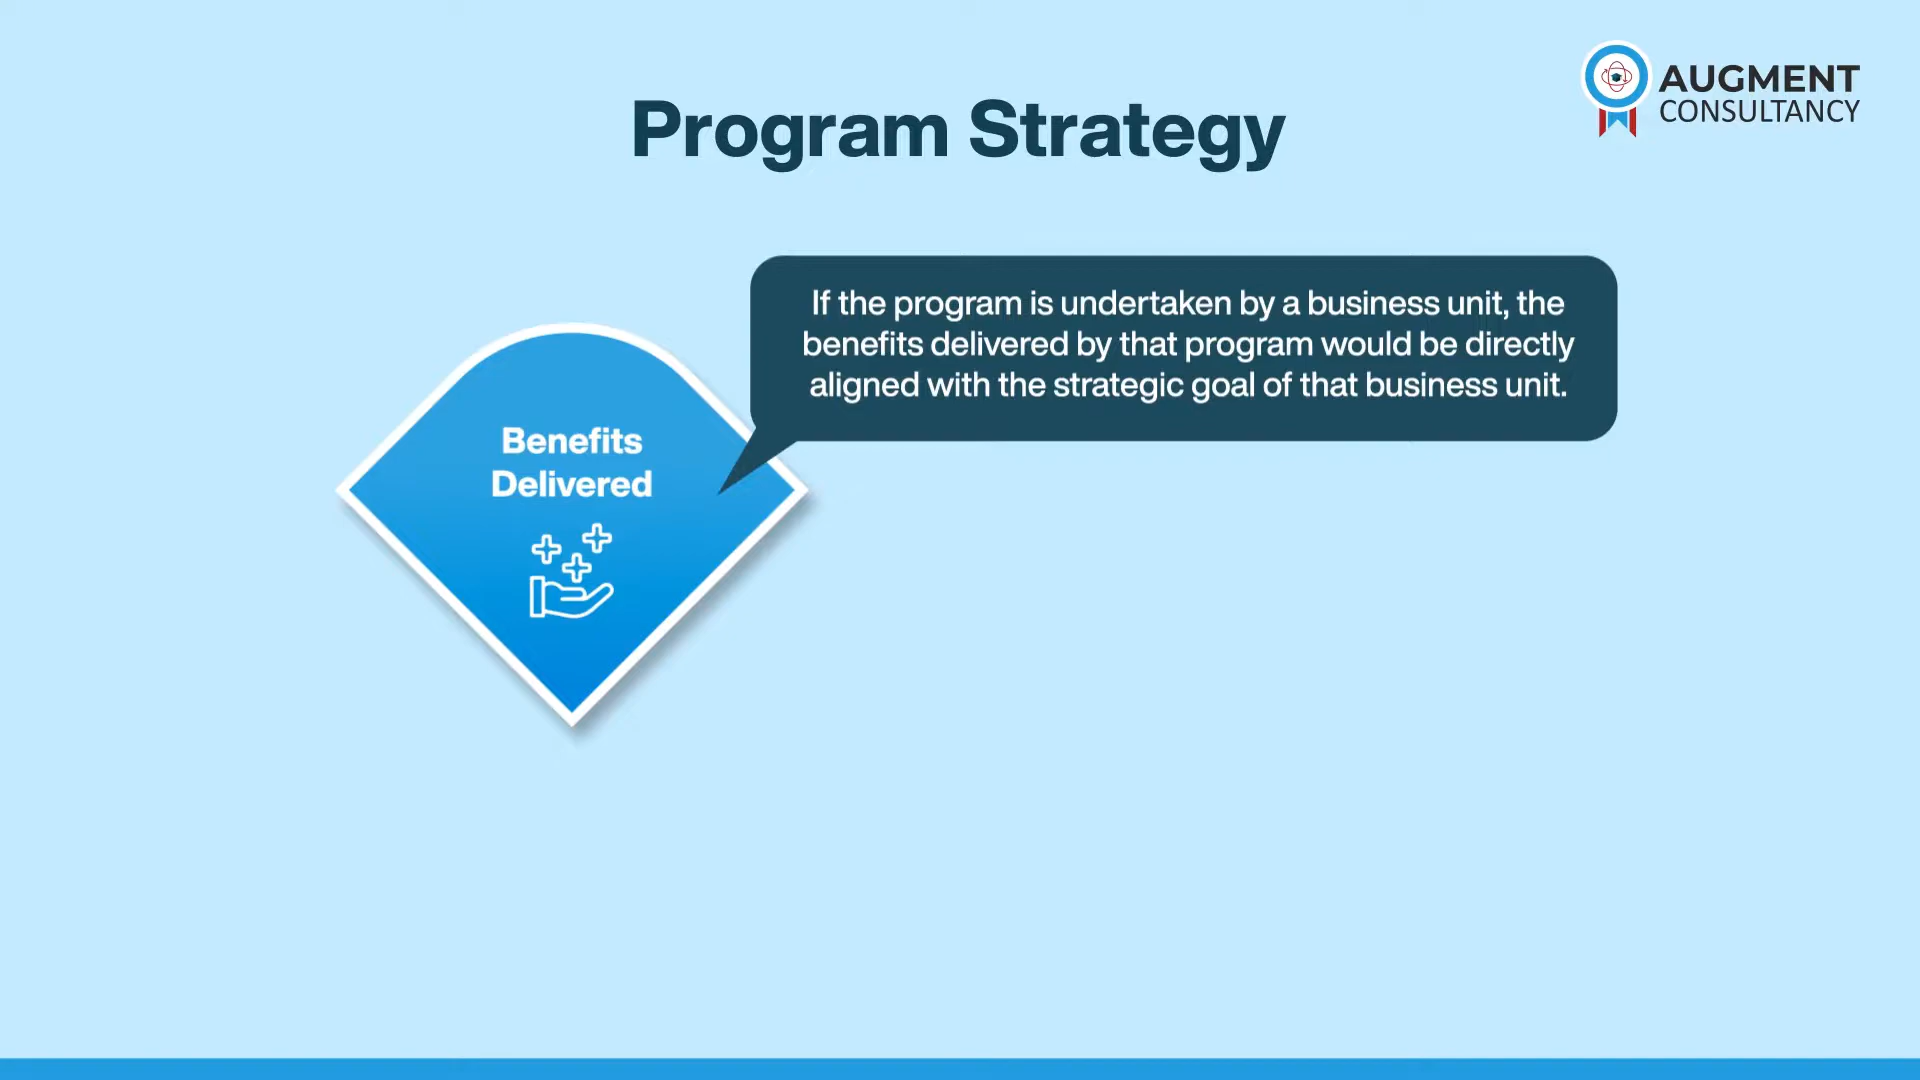 AUGMENT
CONSULTANCY
Program Strategy
If the program is undertaken by a business unit, the
benefits delivered by that program would be directly
aligned with the strategic goal of that business unit.
Benefits
Delivered